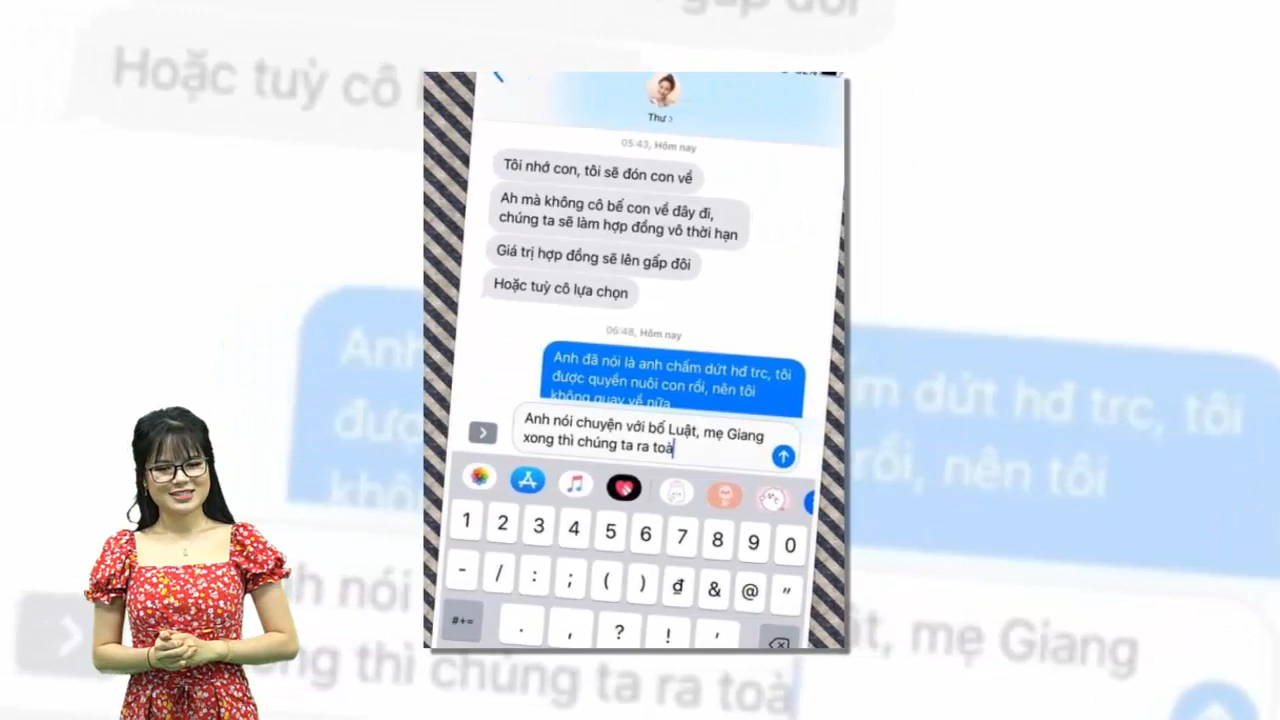 gấp đôi
Hoặc tuỳ cô
Thư
05:43, Hôm nay
Tôi nhớ con, tôi sẽ đón con về
Ah mà không cô bế con về đây đi,
chúng ta sẽ làm hợp đồng vô thời hạn
Giá trị hợp đồng sẽ lên gấp đôi
Hoặc tuỳ cô lựa chọn
06:48, Hôm nay
Anh đã nói là anh chấm dứt hđ trc, tôi
được quyền nuôi con rồi, nên tôi
không quay về nữa
Anh nói chuyện với bố Luật, mẹ Giang
xong thì chúng ta ra toà
1 2 3 4 5 6 7 8 9 0
- / : ; ( ) đ & @ "
#+= . , ? ! '
Anh
dứt hđ trc, tôi
rồi, nên tôi
nói
mẹ Giang
thì chúng ta ra toà